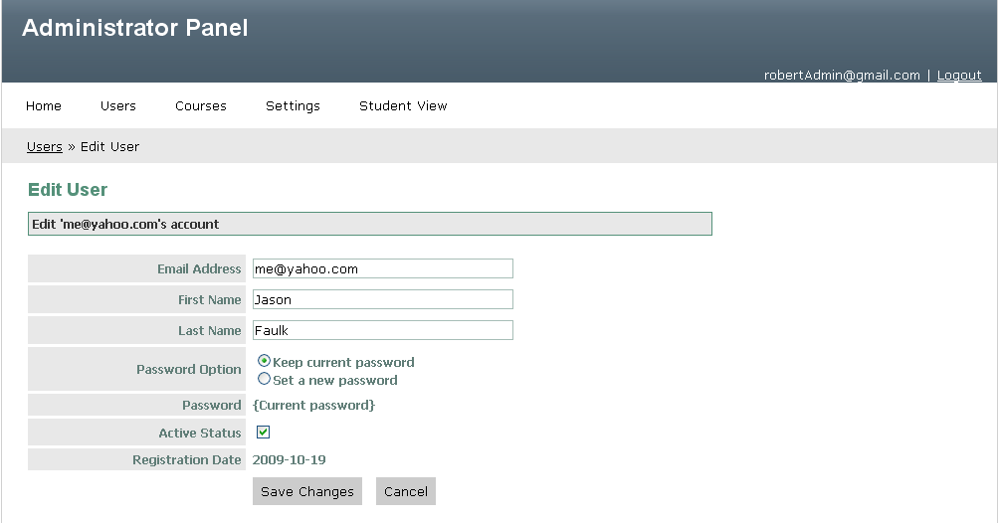 Administrator Panel
robertAdmin@gmail.com | Logout
Home Users Courses Settings Student View
Users » Edit User
Edit User
Edit 'me@yahoo.com's account
Email Address me@yahoo.com
First Name Jason
Last Name Faulk
Password Option Keep current password
Set a new password
Password {Current password}
Active Status
Registration Date 2009-10-19
Save Changes Cancel